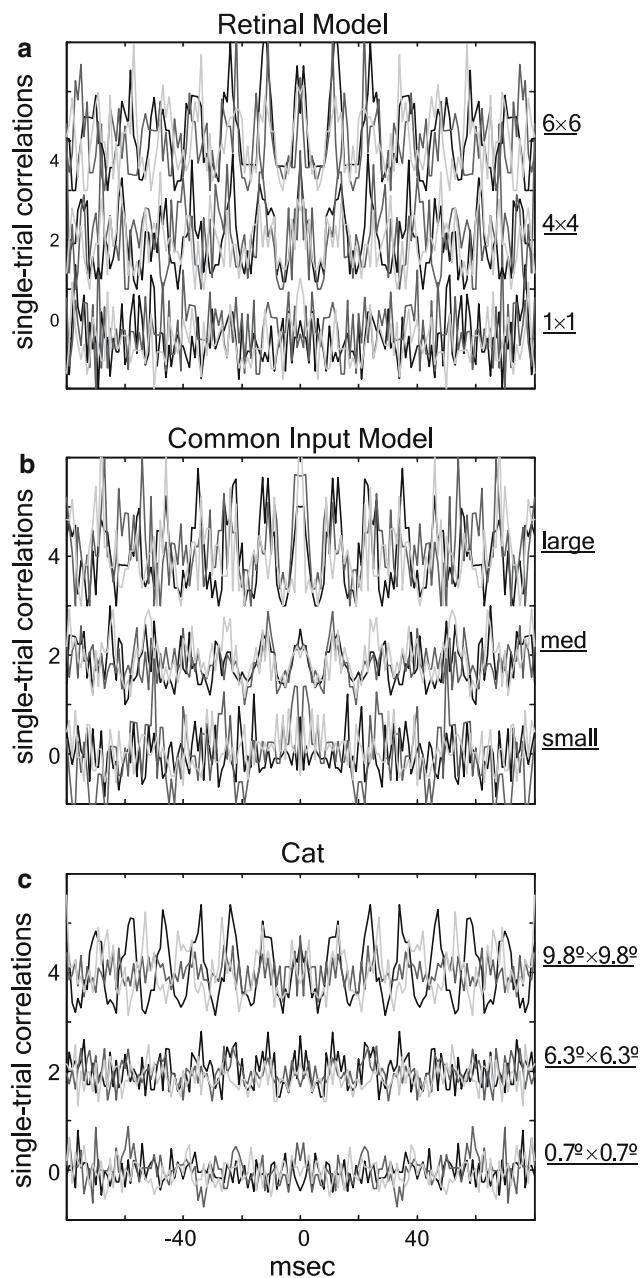 Retinal Model
a
single-trial correlations
4
2
0
6×6
4×4
1×1
Common Input Model
b
single-trial correlations
4
2
0
large
med
small
Cat
c
single-trial correlations
4
2
0
9.8º×9.8º
6.3º×6.3º
0.7º×0.7º
-40 0 40
msec